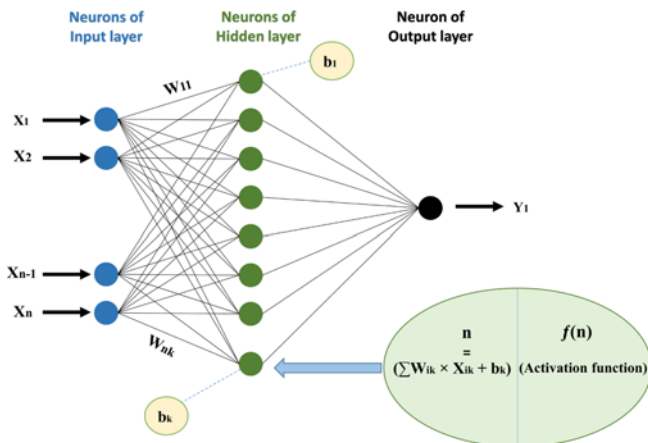 Neurons of
Input layer
Neurons of
Hidden layer
Neuron of
Output layer
b1
W11
X1
X2
Y1
Xn-1
Xn
Wnk
bk
n
=
(∑Wik × Xik + bk)
f(n)
(Activation function)